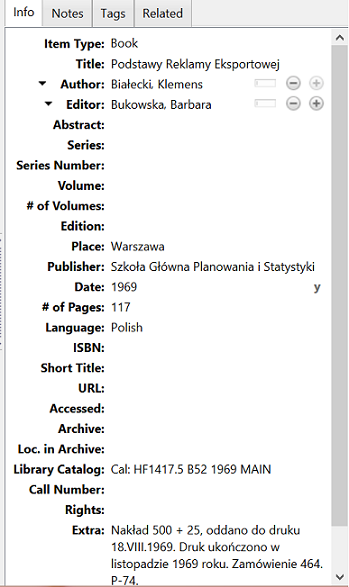 Info Notes Tags Related
Item Type: Book
Title: Podstawy Reklamy Eksportowej
Author: Białecki, Klemens
Editor: Bukowska, Barbara
Abstract:
Series:
Series Number:
Volume:
# of Volumes:
Edition:
Place: Warszawa
Publisher: Szkoła Główna Planowania i Statystyki
Date: 1969 y
# of Pages: 117
Language: Polish
ISBN:
Short Title:
URL:
Accessed:
Archive:
Loc. in Archive:
Library Catalog: Cal: HF1417.5 B52 1969 MAIN
Call Number:
Rights:
Extra: Nakład 500 + 25, oddano do druku
18.VIII.1969. Druk ukończono w
listopadzie 1969 roku. Zamówienie 464.
P-74.